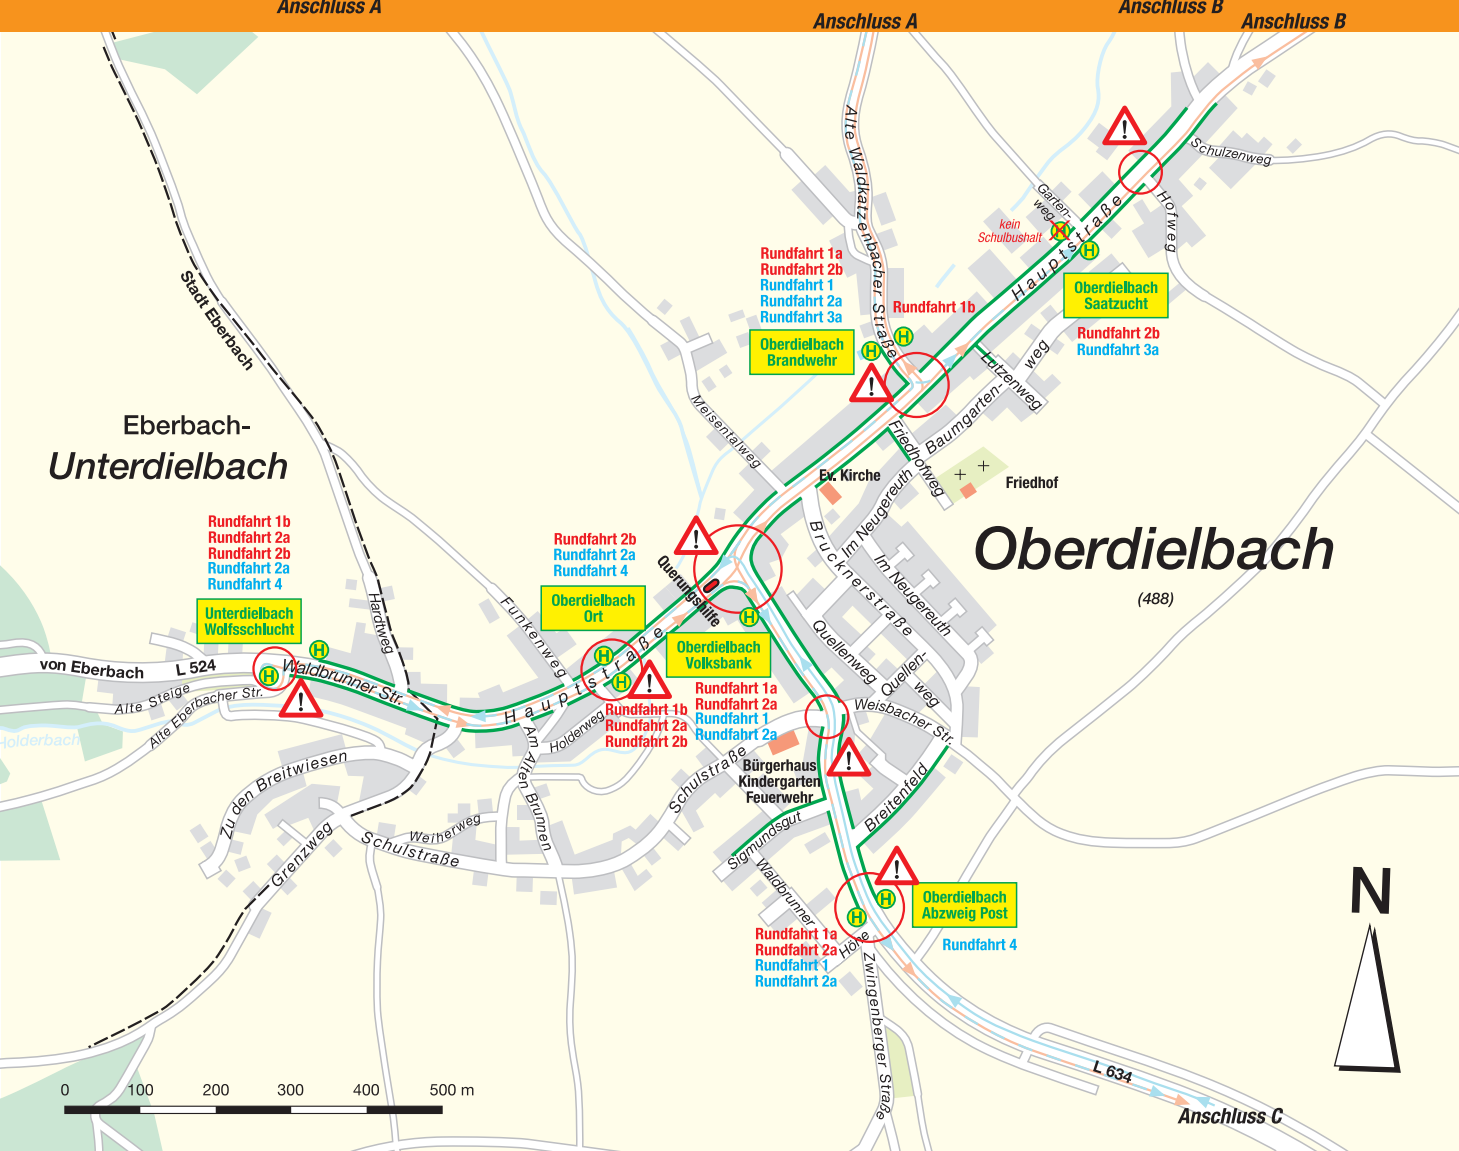 Anschluss A
Anschluss A
Anschluss B
Anschluss B
Alte Waldkatzenbacher Straße
Schulzenweg
Hofweg
Garten-
weg
kein
Schulbushalt
H
H
Hauptstraße
Oberdielbach
Saatzucht
Rundfahrt 2b
Rundfahrt 3a
Rundfahrt 1a
Rundfahrt 2b
Rundfahrt 1
Rundfahrt 2a
Rundfahrt 3a
Oberdielbach
Brandwehr
Rundfahrt 1b
H
H
Lutzenweg
Baumgarten-
weg
Stadt Eberbach
Eberbach-
Unterdielbach
Meisentalweg
Friedhofweg
Ev. Kirche
Friedhof
Oberdielbach
(488)
Im Neugereuth
Im Neugereuth
Brucknerstraße
Quellenweg
Quellen-
weg
Weisbacher Str.
Rundfahrt 1b
Rundfahrt 2a
Rundfahrt 2b
Rundfahrt 2a
Rundfahrt 4
Unterdielbach
Wolfsschlucht
H
H
Rundfahrt 2b
Rundfahrt 2a
Rundfahrt 4
Oberdielbach
Ort
H
H
Querungshilfe
H
Oberdielbach
Volksbank
Rundfahrt 1a
Rundfahrt 2a
Rundfahrt 1
Rundfahrt 2a
Rundfahrt 1b
Rundfahrt 2a
Rundfahrt 2b
Hardtweg
Funkenweg
von Eberbach
L 524
Waldbrunner Str.
Hauptstraße
Alte Steige
Alte Eberbacher Str.
Holderbach
Holderweg
Am Alten Brunnen
Zu den Breitwiesen
Grenzweg
Schulstraße
Weiherweg
Schulstraße
Bürgerhaus
Kindergarten
Feuerwehr
Breitenfeld
Sigmundsgut
Waldbrunner
Höhe
Oberdielbach
Abzweig Post
Rundfahrt 4
H
H
Rundfahrt 1a
Rundfahrt 2a
Rundfahrt 1
Rundfahrt 2a
Zwingenberger Straße
L 634
Anschluss C
N
0 100 200 300 400 500 m